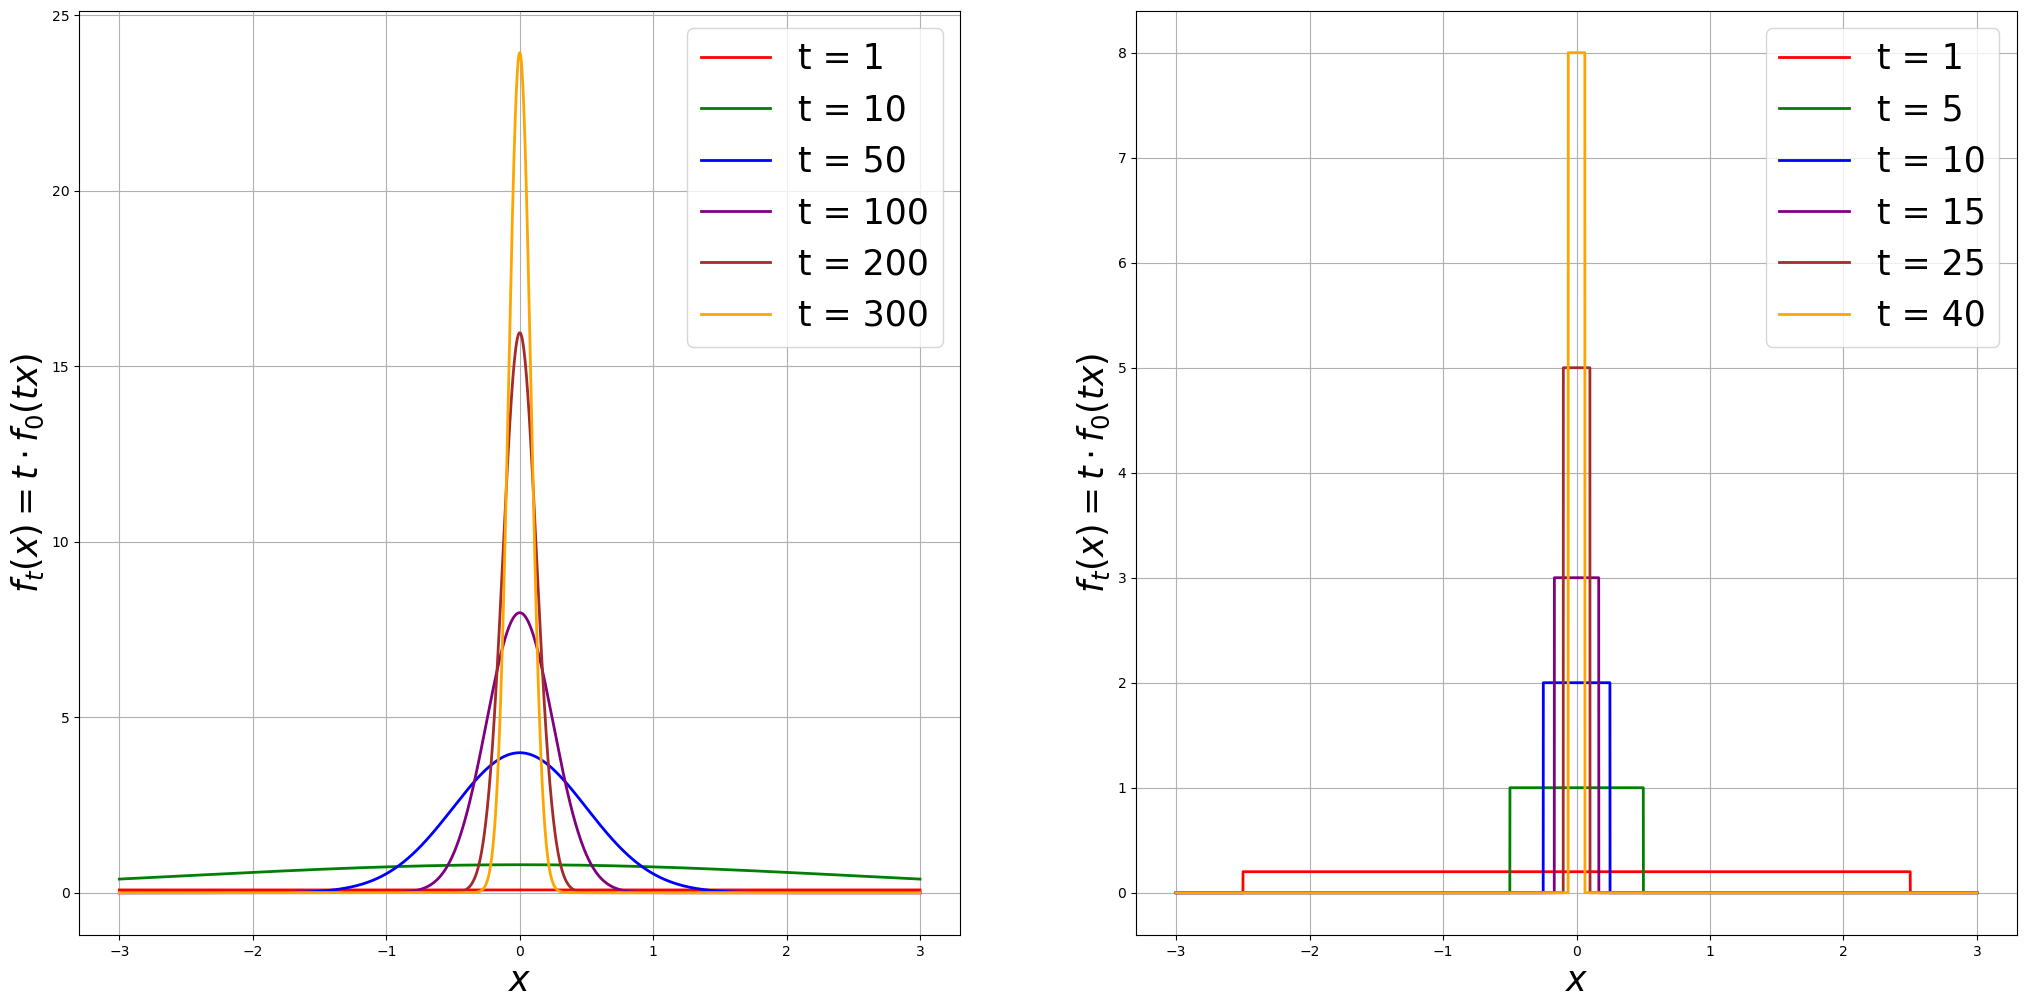 25
20
15
10
5
0
−3 −2 −1 0 1 2 3
x
f_t(x) = t · f_0(tx)
t = 1
t = 10
t = 50
t = 100
t = 200
t = 300
8
7
6
5
4
3
2
1
0
−3 −2 −1 0 1 2 3
x
f_t(x) = t · f_0(tx)
t = 1
t = 5
t = 10
t = 15
t = 25
t = 40